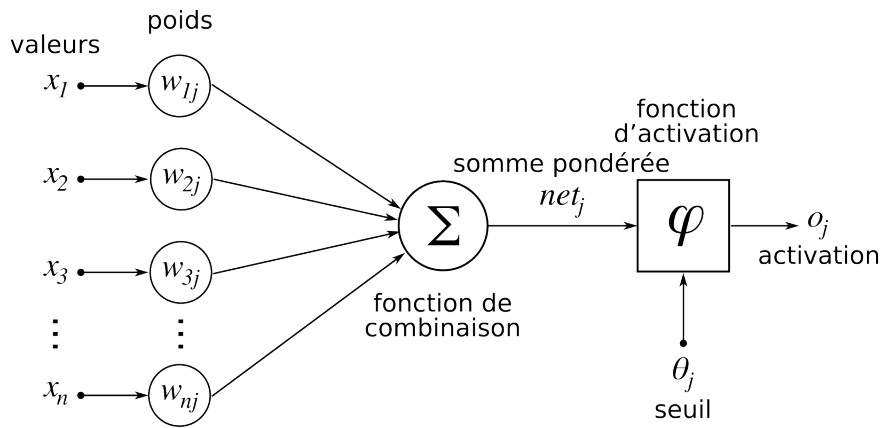 poids
valeurs
x₁
w₁ⱼ
x₂
w₂ⱼ
x₃
w₃ⱼ
⋮
⋮
xₙ
wₙⱼ
Σ
fonction de
combinaison
somme pondérée
netⱼ
fonction
d’activation
φ
oⱼ
activation
θⱼ
seuil